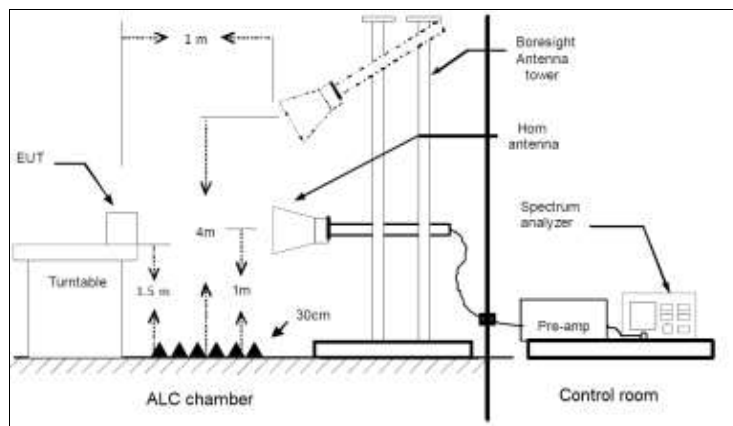 1 m
Boresight
Antenna
tower
Horn
antenna
EUT
Spectrum
analyzer
4m
Turntable
1.5 m
1m
30cm
Pre-amp
ALC chamber
Control room